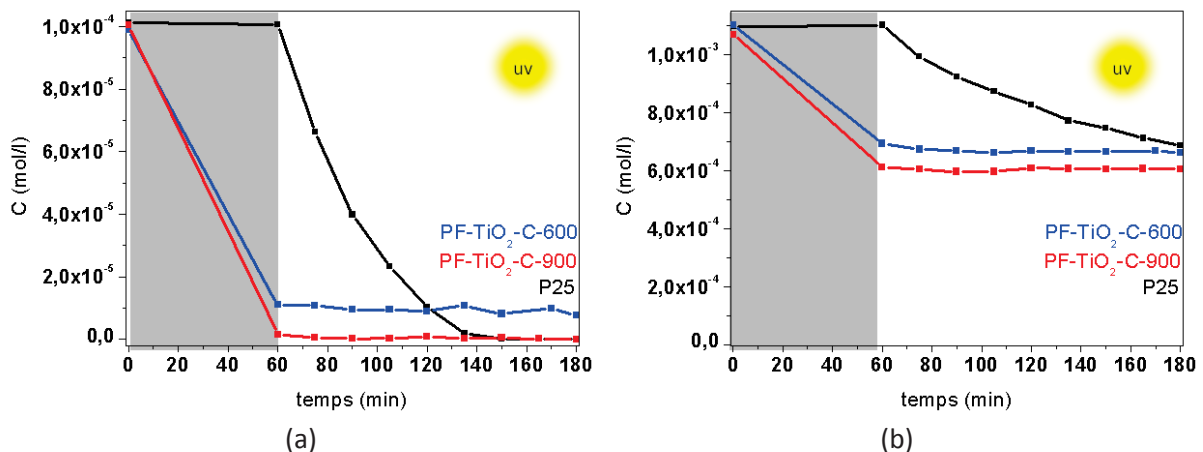 (a)
C (mol/l)
1,0x10⁻⁴
8,0x10⁻⁵
6,0x10⁻⁵
4,0x10⁻⁵
2,0x10⁻⁵
0,0
uv
PF-TiO₂-C-600
PF-TiO₂-C-900
P25
0 20 40 60 80 100 120 140 160 180
temps (min)
(a)
(b)
C (mol/l)
1,0x10⁻³
8,0x10⁻⁴
6,0x10⁻⁴
4,0x10⁻⁴
2,0x10⁻⁴
0,0
uv
PF-TiO₂-C-600
PF-TiO₂-C-900
P25
0 20 40 60 80 100 120 140 160 180
temps (min)
(b)